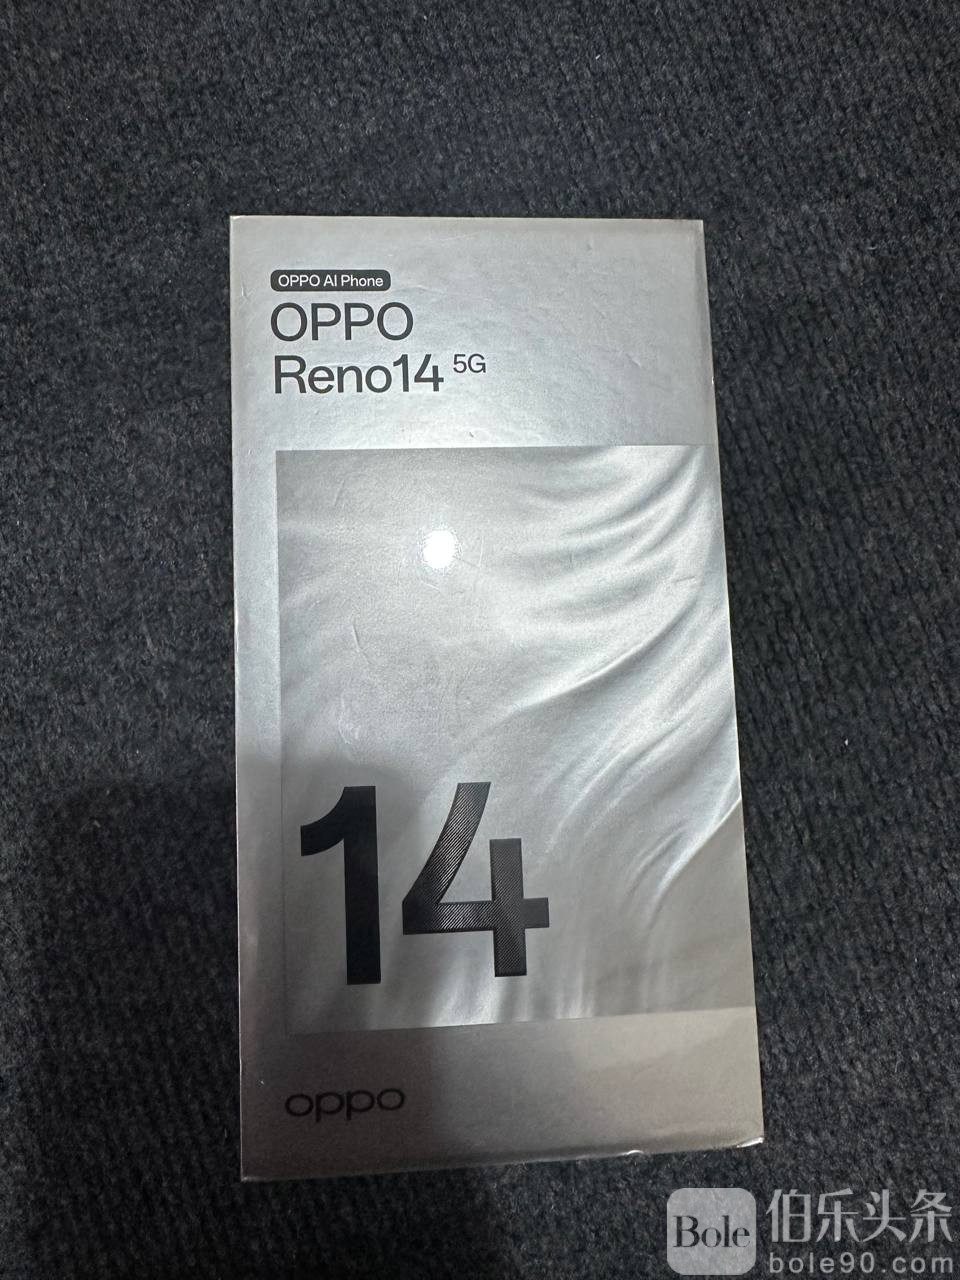 OPPO AI Phone
OPPO
Reno14 5G
14
oppo
Bole 伯乐头条
bole90.com